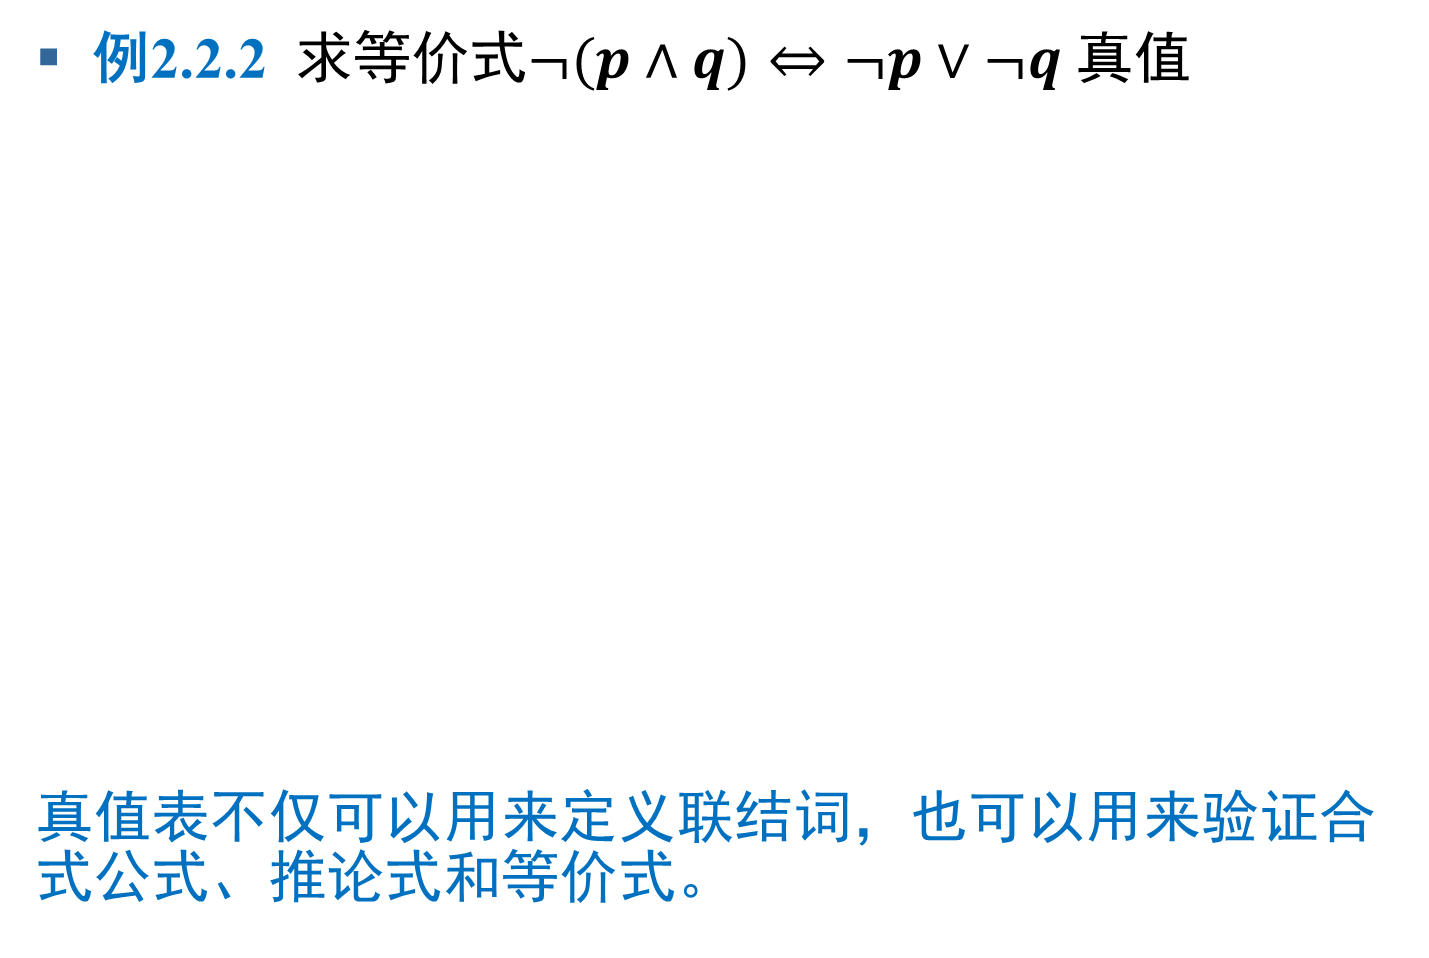 ▪ 例2.2.2 求等价式¬(p ∧ q) ⇔ ¬p ∨ ¬q 真值
真值表不仅可以用来定义联结词，也可以用来验证合
式公式、推论式和等价式。